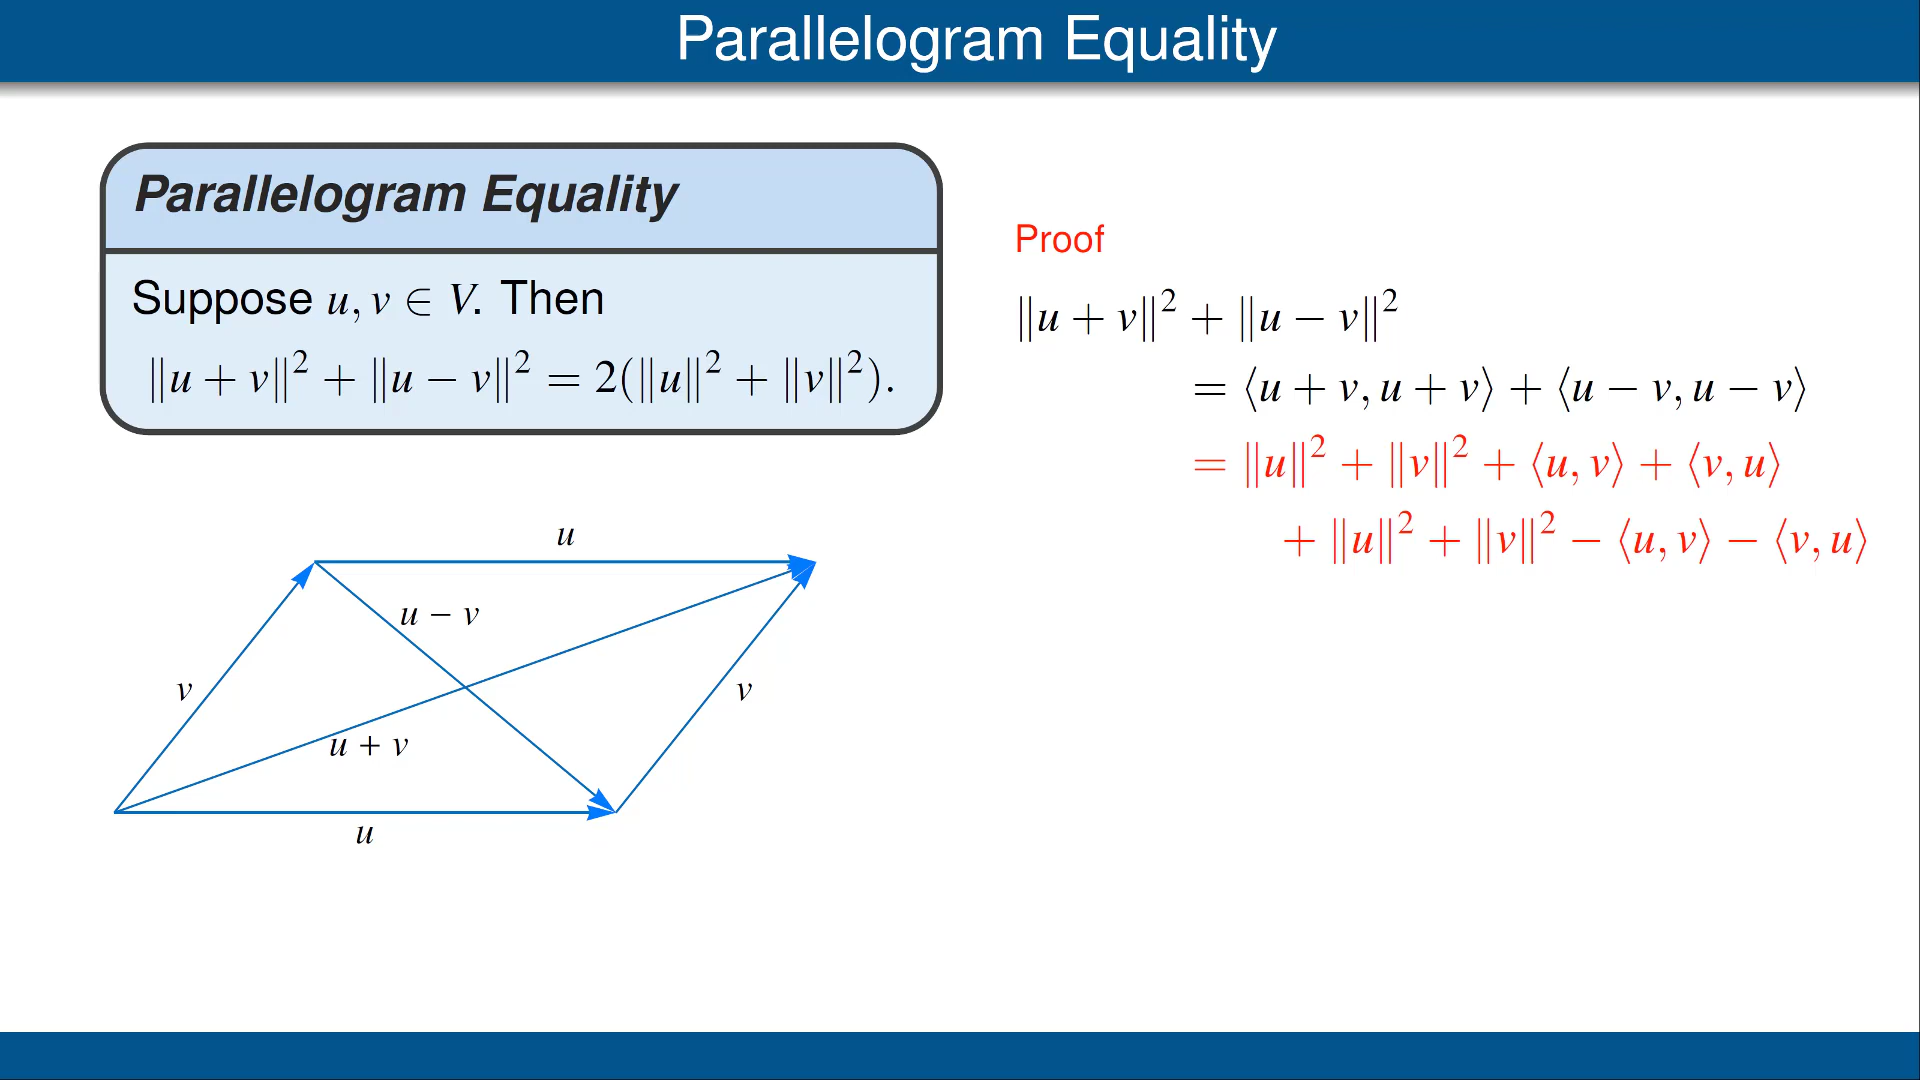 Parallelogram Equality
Parallelogram Equality
Suppose u, v ∈ V. Then
‖u + v‖² + ‖u − v‖² = 2(‖u‖² + ‖v‖²).
Proof
‖u + v‖² + ‖u − v‖²
= ⟨u + v, u + v⟩ + ⟨u − v, u − v⟩
= ‖u‖² + ‖v‖² + ⟨u, v⟩ + ⟨v, u⟩
+ ‖u‖² + ‖v‖² − ⟨u, v⟩ − ⟨v, u⟩
u
u − v
v
v
u + v
u